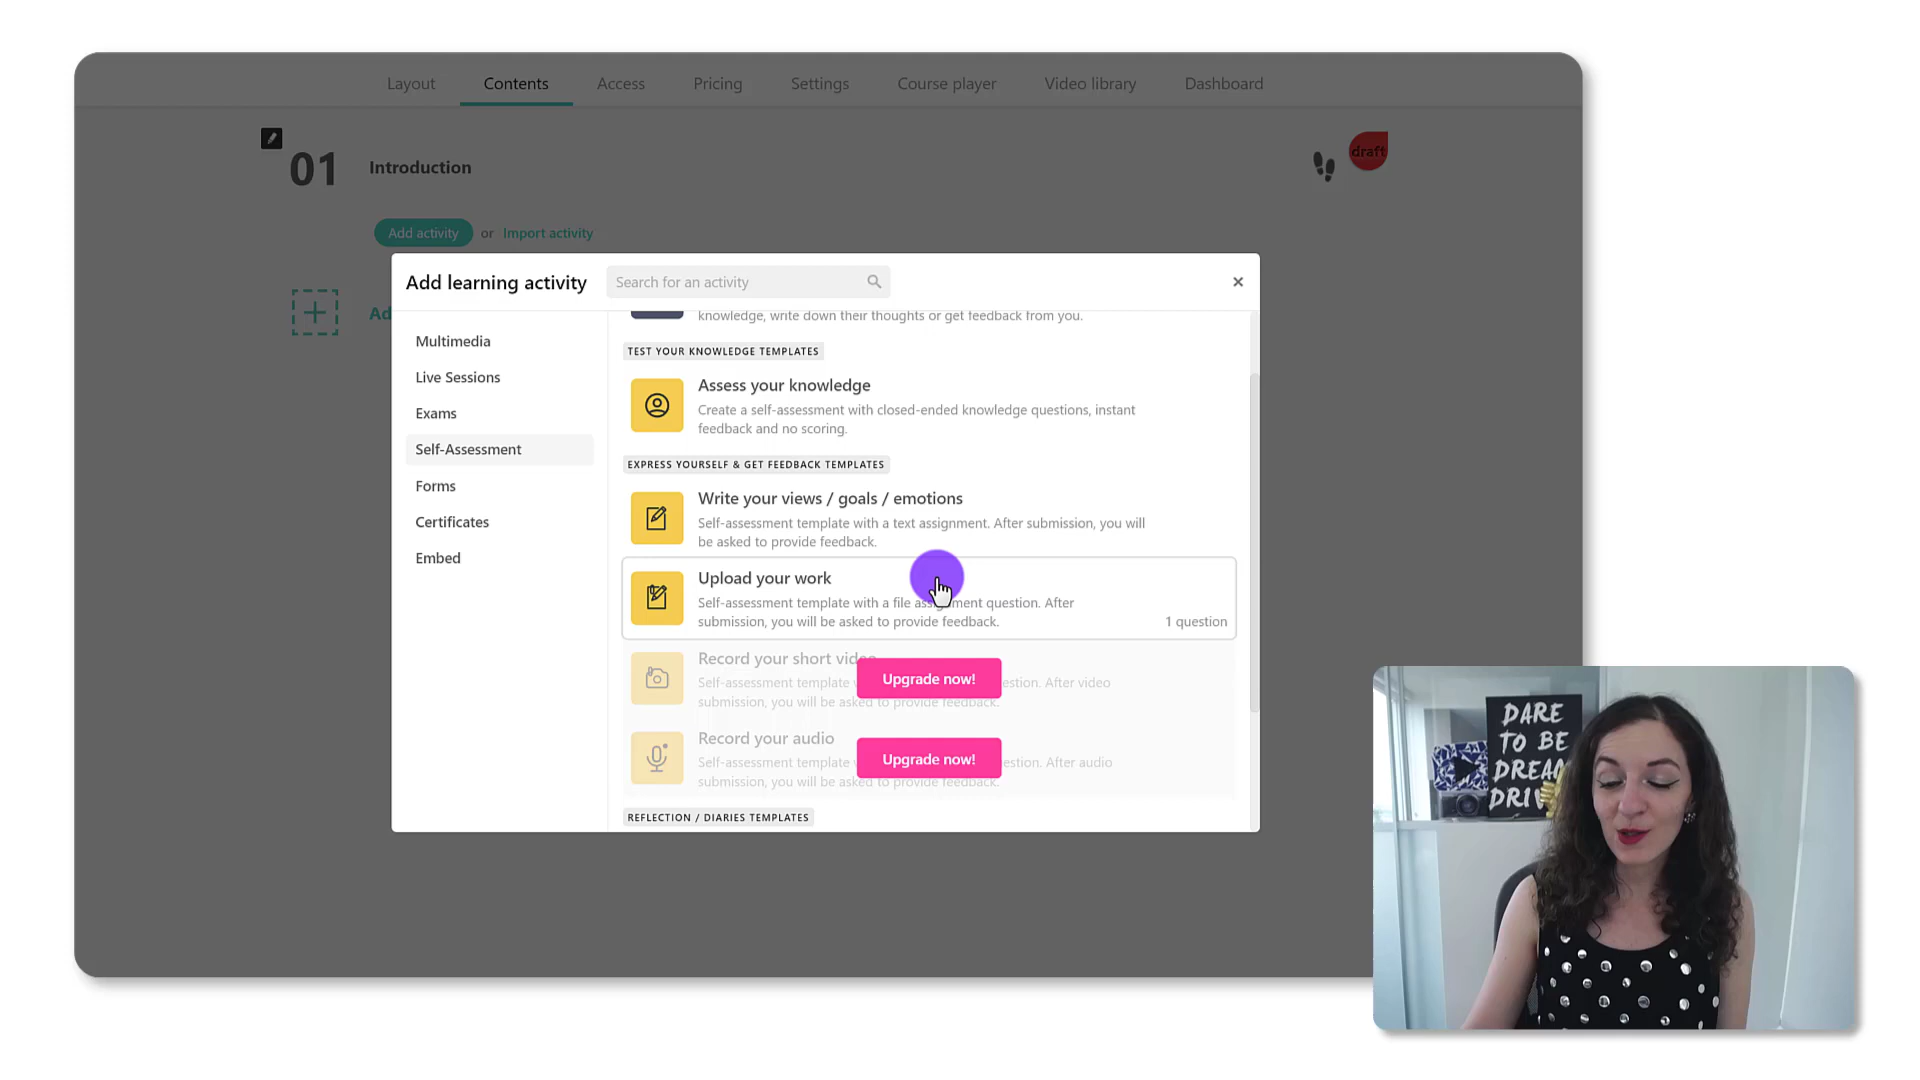 Layout Contents Access Pricing Settings Course player Video library Dashboard
01 Introduction
draft
Add activity or Import activity
Ad
Add learning activity
Search for an activity
Multimedia
Live Sessions
Exams
Self-Assessment
Forms
Certificates
Embed
knowledge, write down their thoughts or get feedback from you.
TEST YOUR KNOWLEDGE TEMPLATES
Assess your knowledge
Create a self-assessment with closed-ended knowledge questions, instant
feedback and no scoring.
EXPRESS YOURSELF & GET FEEDBACK TEMPLATES
Write your views / goals / emotions
Self-assessment template with a text assignment. After submission, you will
be asked to provide feedback.
Upload your work
Self-assessment template with a file assignment question. After
submission, you will be asked to provide feedback.
1 question
Record your short video
Upgrade now!
Self-assessment template estion. After video
submission, you will be asked to provide feedback.
Record your audio
Upgrade now!
Self-assessment template estion. After audio
submission, you will be asked to provide feedback.
REFLECTION / DIARIES TEMPLATES
DARE
TO BE
DREAM
DRIV